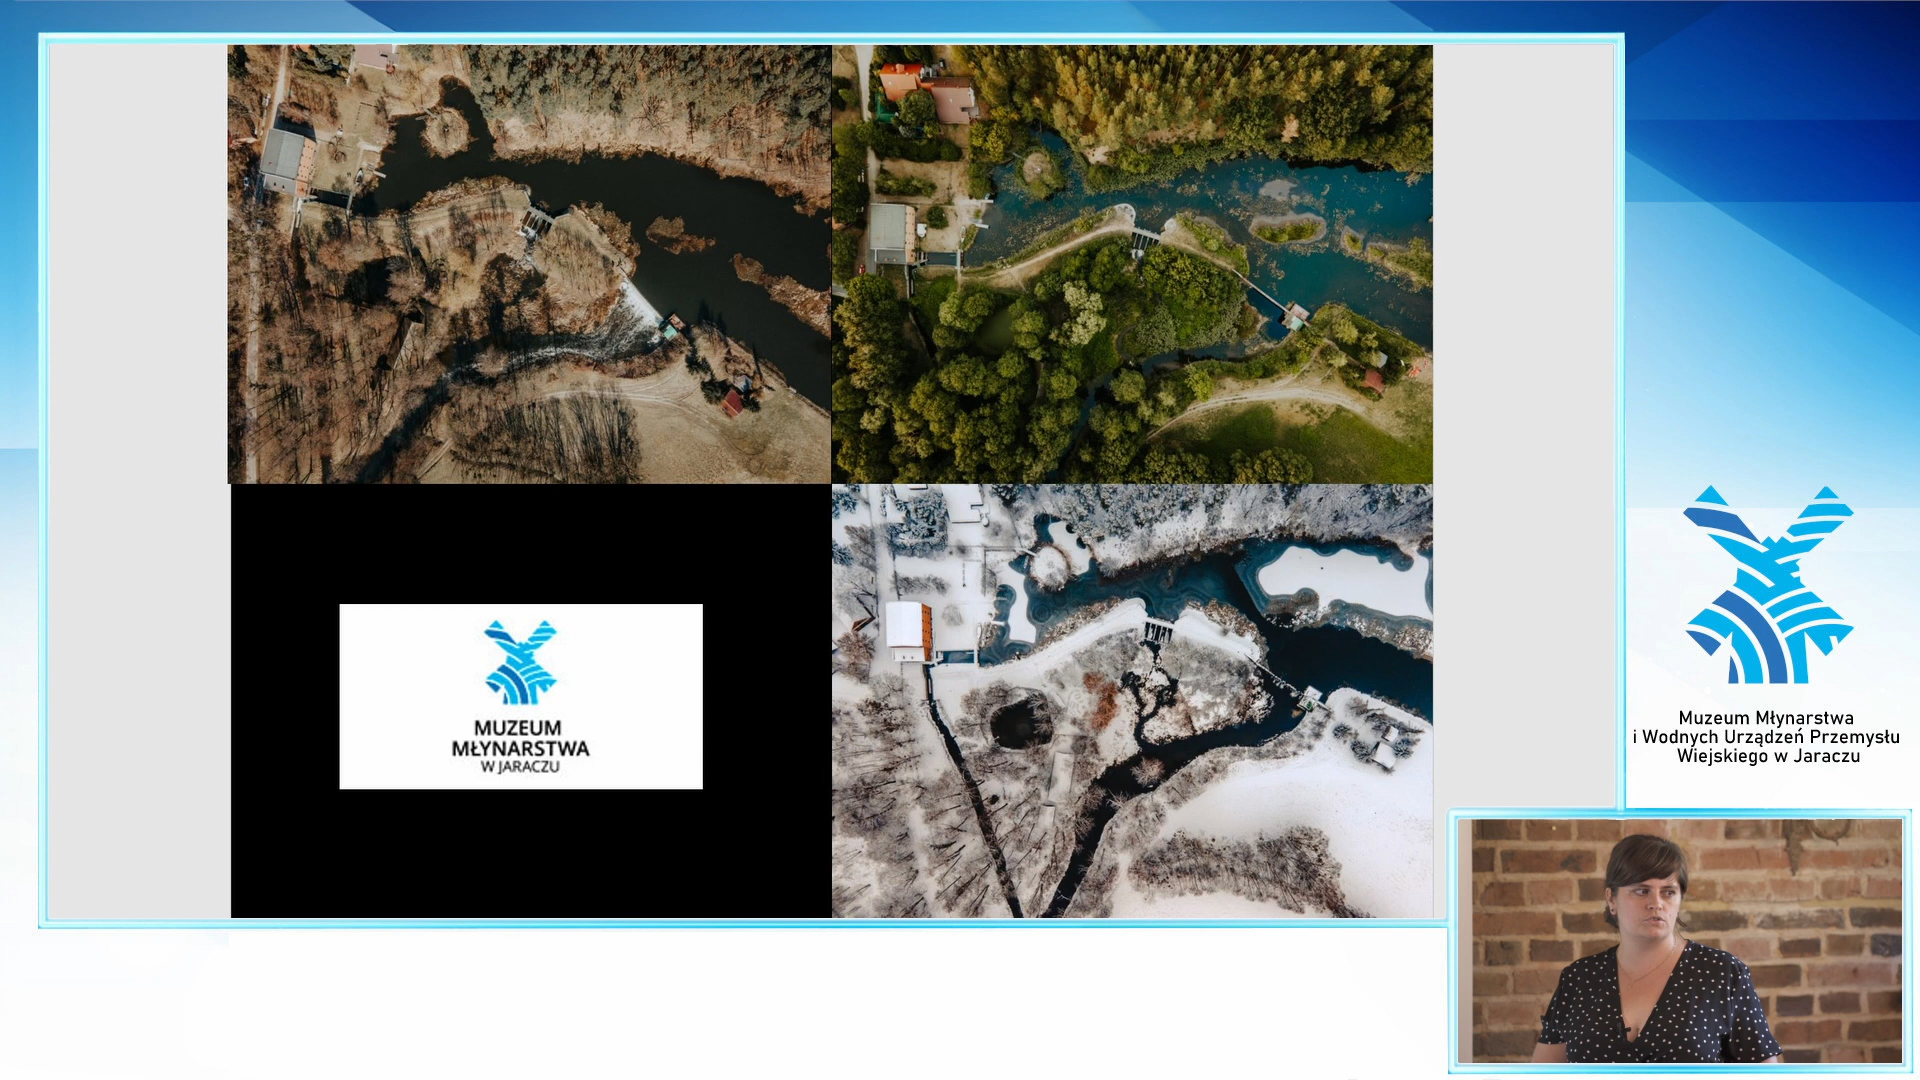 MUZEUM
MŁYNARSTWA
W JARACZU
Muzeum Młynarstwa
i Wodnych Urządzeń Przemysłu
Wiejskiego w Jaraczu